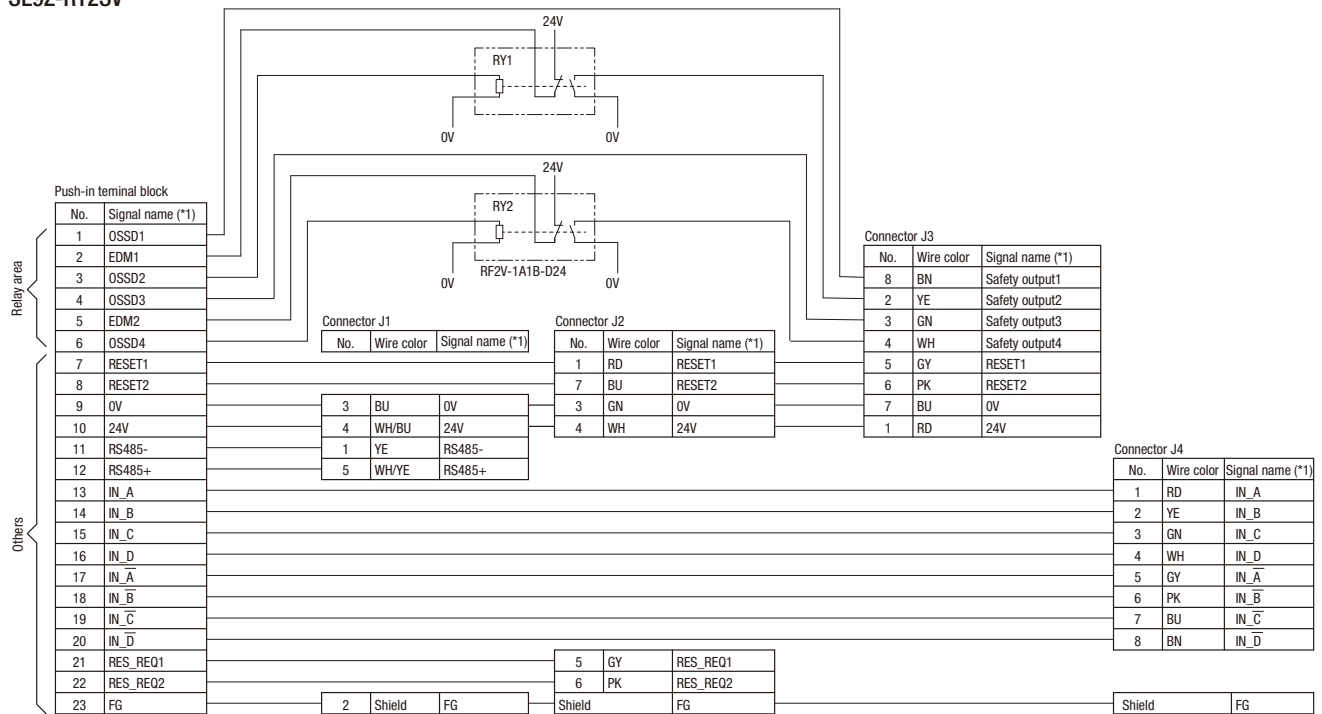 24V
RY1
0V 0V
24V
RY2
0V RF2V-1A1B-D24 0V
Push-in teminal block
No. Signal name (*1)
1 OSSD1
2 EDM1
3 OSSD2
4 OSSD3
5 EDM2
6 OSSD4
7 RESET1
8 RESET2
9 0V
10 24V
11 RS485-
12 RS485+
13 IN_A
14 IN_B
15 IN_C
16 IN_D
17 IN_A̅
18 IN_B̅
19 IN_C̅
20 IN_D̅
21 RES_REQ1
22 RES_REQ2
23 FG
Relay area
Others
Connector J1
No. Wire color Signal name (*1)
3 BU 0V
4 WH/BU 24V
1 YE RS485-
5 WH/YE RS485+
2 Shield FG
Connector J2
No. Wire color Signal name (*1)
1 RD RESET1
7 BU RESET2
3 GN 0V
4 WH 24V
5 GY RES_REQ1
6 PK RES_REQ2
Shield FG
Connector J3
No. Wire color Signal name (*1)
8 BN Safety output1
2 YE Safety output2
3 GN Safety output3
4 WH Safety output4
5 GY RESET1
6 PK RESET2
7 BU 0V
1 RD 24V
Connector J4
No. Wire color Signal name (*1)
1 RD IN_A
2 YE IN_B
3 GN IN_C
4 WH IN_D
5 GY IN_A̅
6 PK IN_B̅
7 BU IN_C̅
8 BN IN_D̅
Shield FG